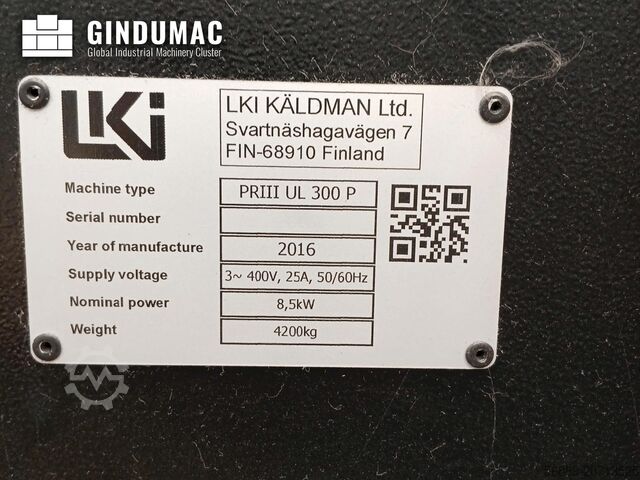 GINDUMAC
Global Industrial Machinery Cluster
LKI
LKI KÄLDMAN Ltd.
Svartnäshagavägen 7
FIN-68910 Finland
Machine type PRIII UL 300 P
Serial number
Year of manufacture 2016
Supply voltage 3~ 400V, 25A, 50/60Hz
Nominal power 8,5kW
Weight 4200kg